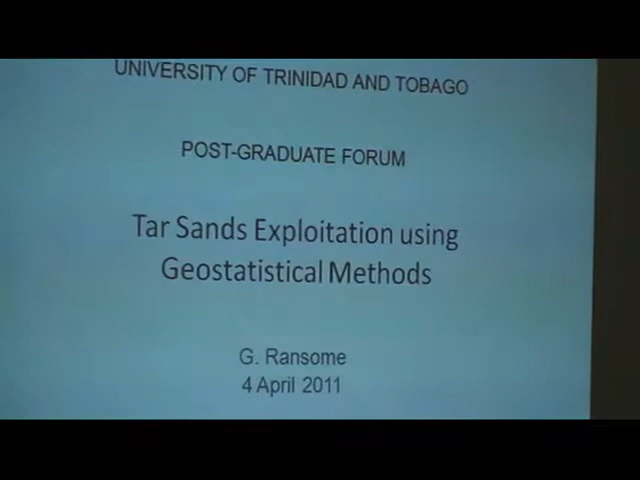 UNIVERSITY OF TRINIDAD AND TOBAGO
POST-GRADUATE FORUM
Tar Sands Exploitation using
Geostatistical Methods
G. Ransome
4 April 2011